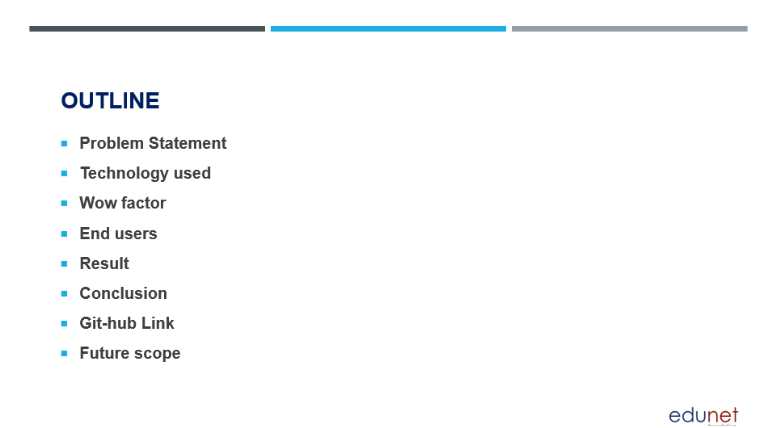 OUTLINE
Problem Statement
Technology used
Wow factor
End users
Result
Conclusion
Git-hub Link
Future scope
edunet